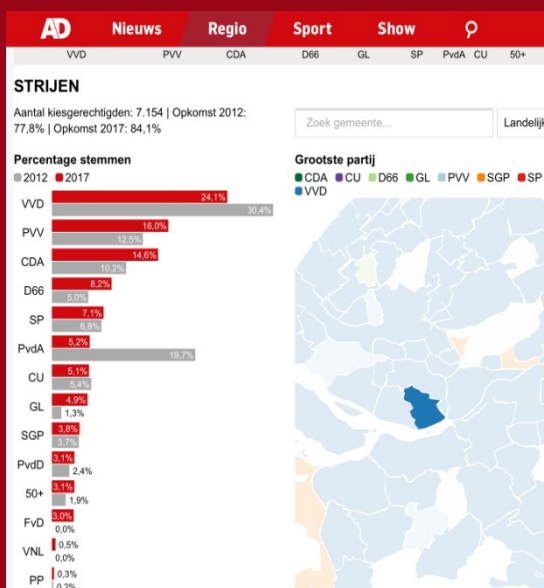 AD Nieuws Regio Sport Show
VVD PVV CDA D66 GL SP PvdA CU 50+
STRIJEN
Aantal kiesgerechtigden: 7.154 | Opkomst 2012:
77,8% | Opkomst 2017: 84,1%
Zoek gemeente...
Landelijk
Percentage stemmen
2012 2017
VVD 24,1%
30,4%
PVV 16,0%
12,5%
CDA 14,6%
10,2%
D66 8,2%
5,0%
SP 7,1%
6,8%
PvdA 5,2%
19,7%
CU 5,1%
5,4%
GL 4,9%
1,3%
SGP 3,8%
3,7%
PvdD 3,1%
2,4%
50+ 3,1%
1,9%
FvD 3,0%
0,0%
VNL 0,5%
0,0%
PP 0,3%
0,2%
Grootste partij
CDA CU D66 GL PVV SGP SP
VVD